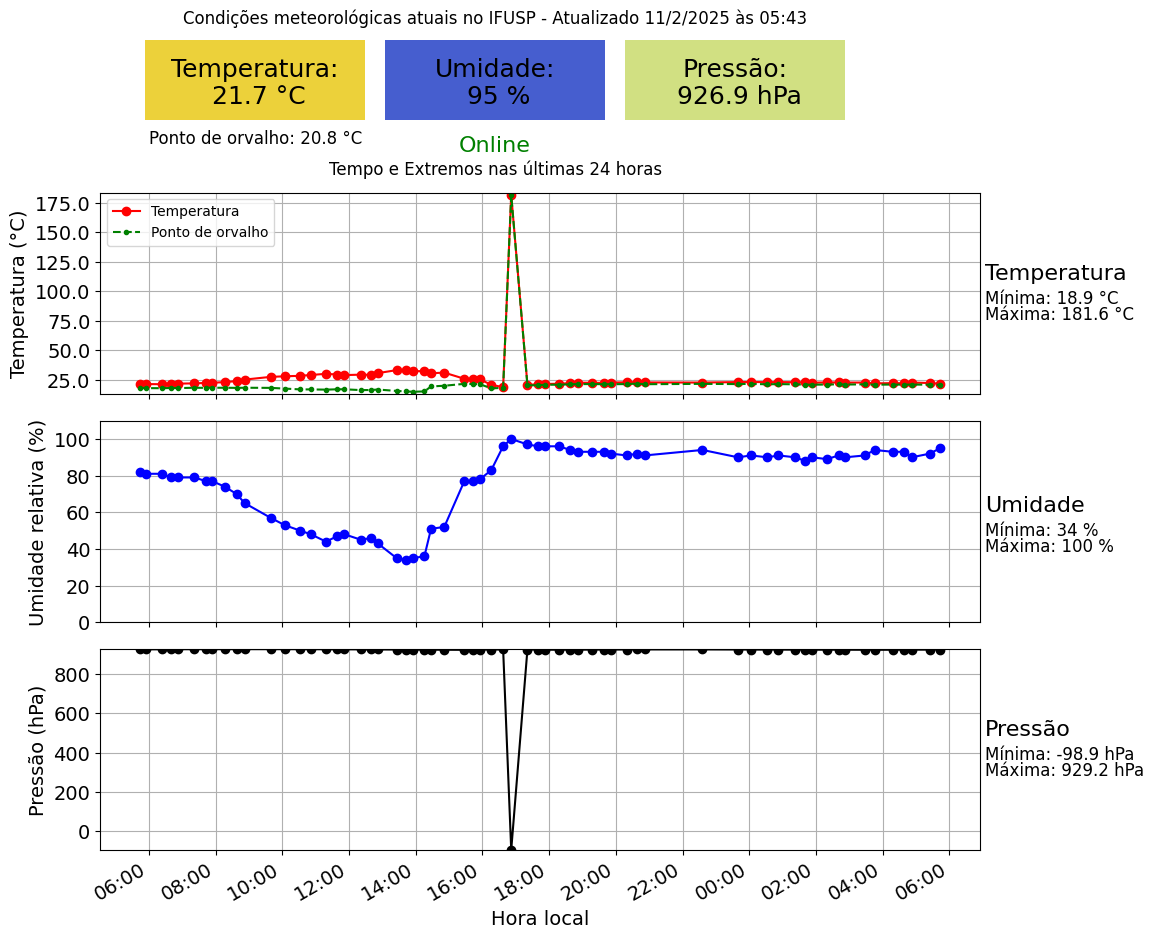 Condições meteorológicas atuais no IFUSP - Atualizado 11/2/2025 às 05:43
Temperatura:
21.7 °C
Umidade:
95 %
Pressão:
926.9 hPa
Ponto de orvalho: 20.8 °C
Online
Tempo e Extremos nas últimas 24 horas
Temperatura (°C)
175.0
150.0
125.0
100.0
75.0
50.0
25.0
Temperatura
Ponto de orvalho
Temperatura
Mínima: 18.9 °C
Máxima: 181.6 °C
Umidade relativa (%)
100
80
60
40
20
0
Umidade
Mínima: 34 %
Máxima: 100 %
Pressão (hPa)
800
600
400
200
0
Pressão
Mínima: -98.9 hPa
Máxima: 929.2 hPa
06:00 08:00 10:00 12:00 14:00 16:00 18:00 20:00 22:00 00:00 02:00 04:00 06:00
Hora local